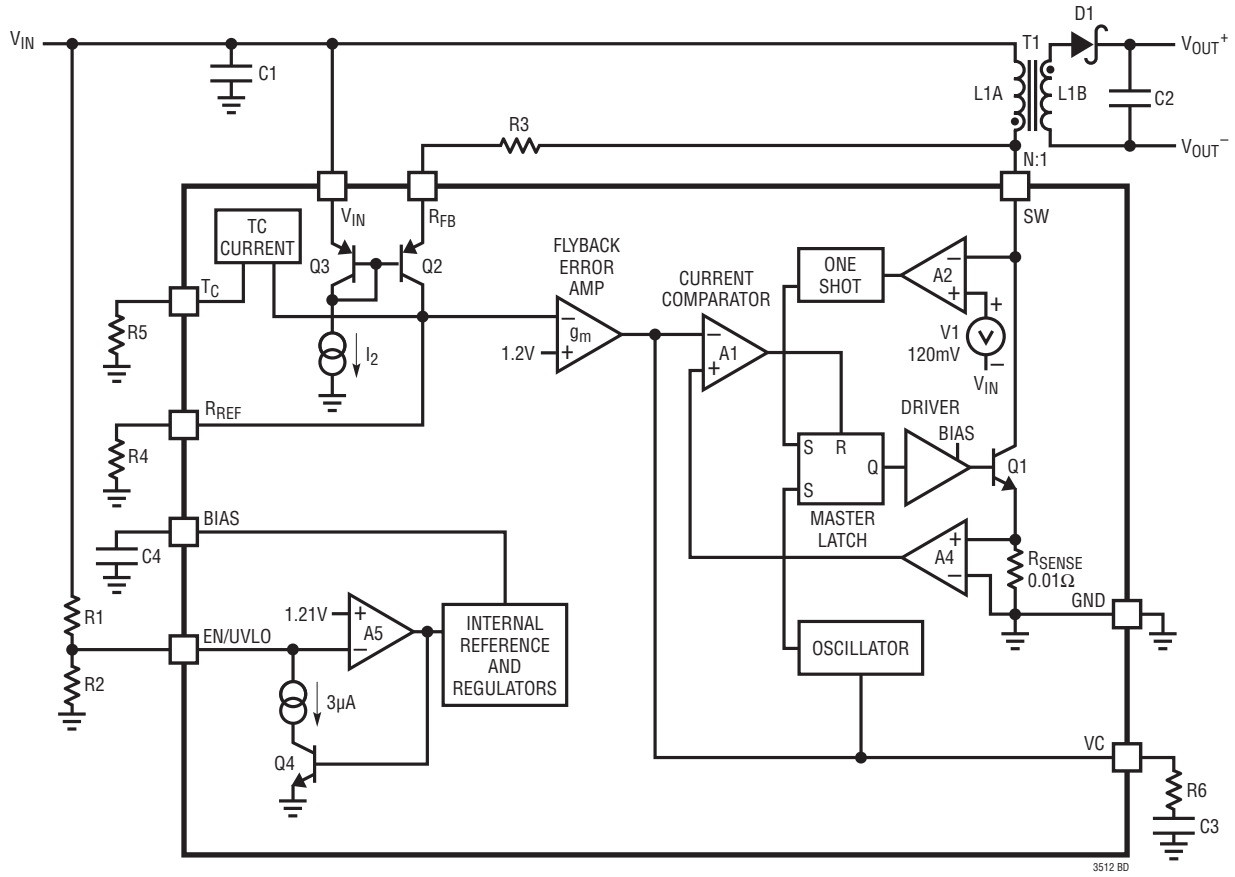 D1
VIN
T1
VOUT+
C1
L1A
L1B
C2
R3
VOUT–
N:1
VIN
RFB
SW
TC
CURRENT
Q3
Q2
FLYBACK
ERROR
AMP
ONE
SHOT
–
A2
+
CURRENT
COMPARATOR
TC
R5
–
gm
+
1.2V
–
A1
+
V1
120mV
+
V
–
VIN
I2
RREF
R4
DRIVER
BIAS
S
R
Q
S
Q1
MASTER
LATCH
BIAS
C4
+
A4
–
RSENSE
0.01Ω
GND
R1
1.21V
+
A5
–
INTERNAL
REFERENCE
AND
REGULATORS
EN/UVLO
OSCILLATOR
R2
3µA
Q4
VC
R6
C3
3512 BD